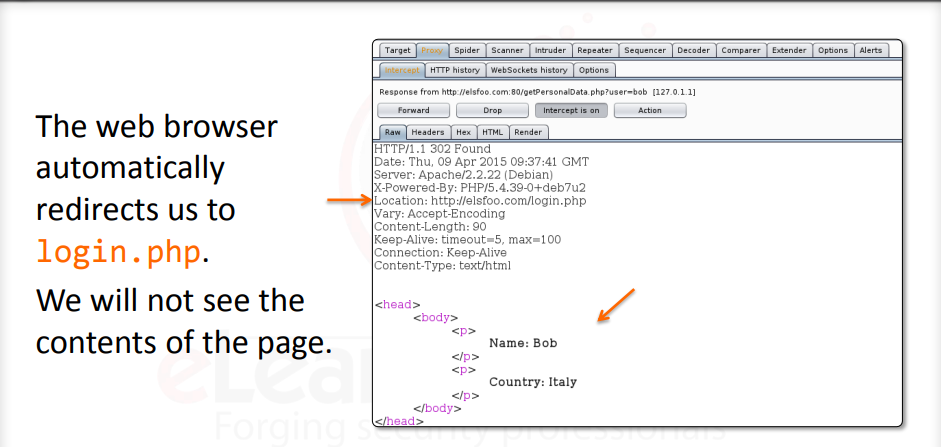 The web browser
automatically
redirects us to
login.php.
We will not see the
contents of the page.
Target Proxy Spider Scanner Intruder Repeater Sequencer Decoder Comparer Extender Options Alerts
Intercept HTTP history WebSockets history Options
Response from http://elsfoo.com:80/getPersonalData.php?user=bob [127.0.1.1]
Forward Drop Intercept is on Action
Raw Headers Hex HTML Render
HTTP/1.1 302 Found
Date: Thu, 09 Apr 2015 09:37:41 GMT
Server: Apache/2.2.22 (Debian)
X-Powered-By: PHP/5.4.39-0+deb7u2
Location: http://elsfoo.com/login.php
Vary: Accept-Encoding
Content-Length: 90
Keep-Alive: timeout=5, max=100
Connection: Keep-Alive
Content-Type: text/html
<head>
<body>
<p>
Name: Bob
</p>
<p>
Country: Italy
</p>
</body>
</head>
eLear
Forging security professionals